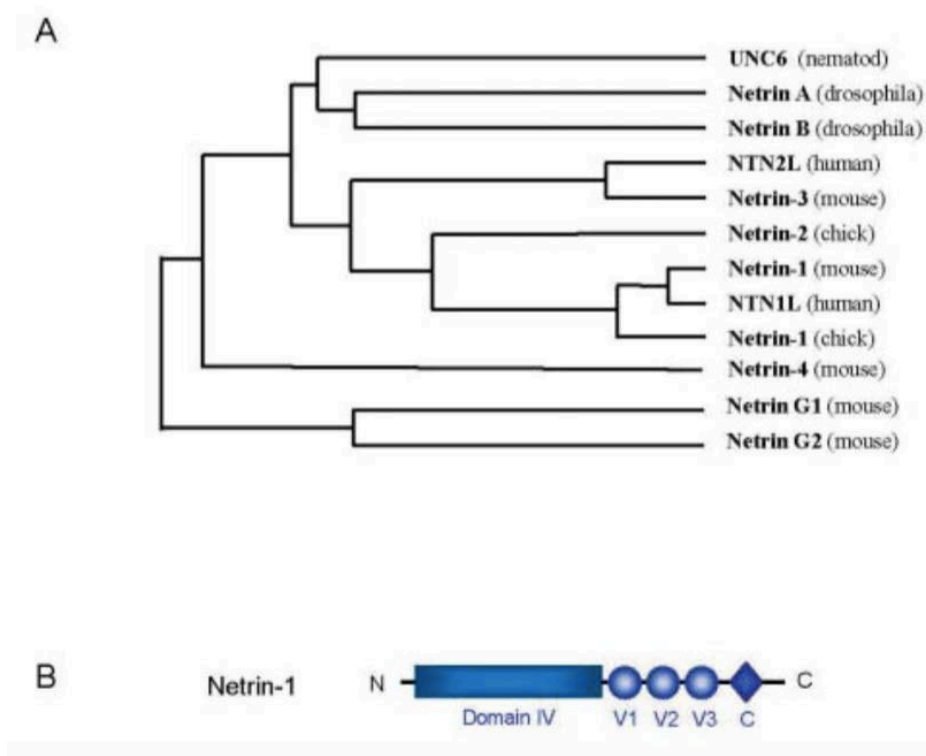 A
UNC6 (nematod)
Netrin A (drosophila)
Netrin B (drosophila)
NTN2L (human)
Netrin-3 (mouse)
Netrin-2 (chick)
Netrin-1 (mouse)
NTN1L (human)
Netrin-1 (chick)
Netrin-4 (mouse)
Netrin G1 (mouse)
Netrin G2 (mouse)
B
Netrin-1 N C
Domain IV V1 V2 V3 C